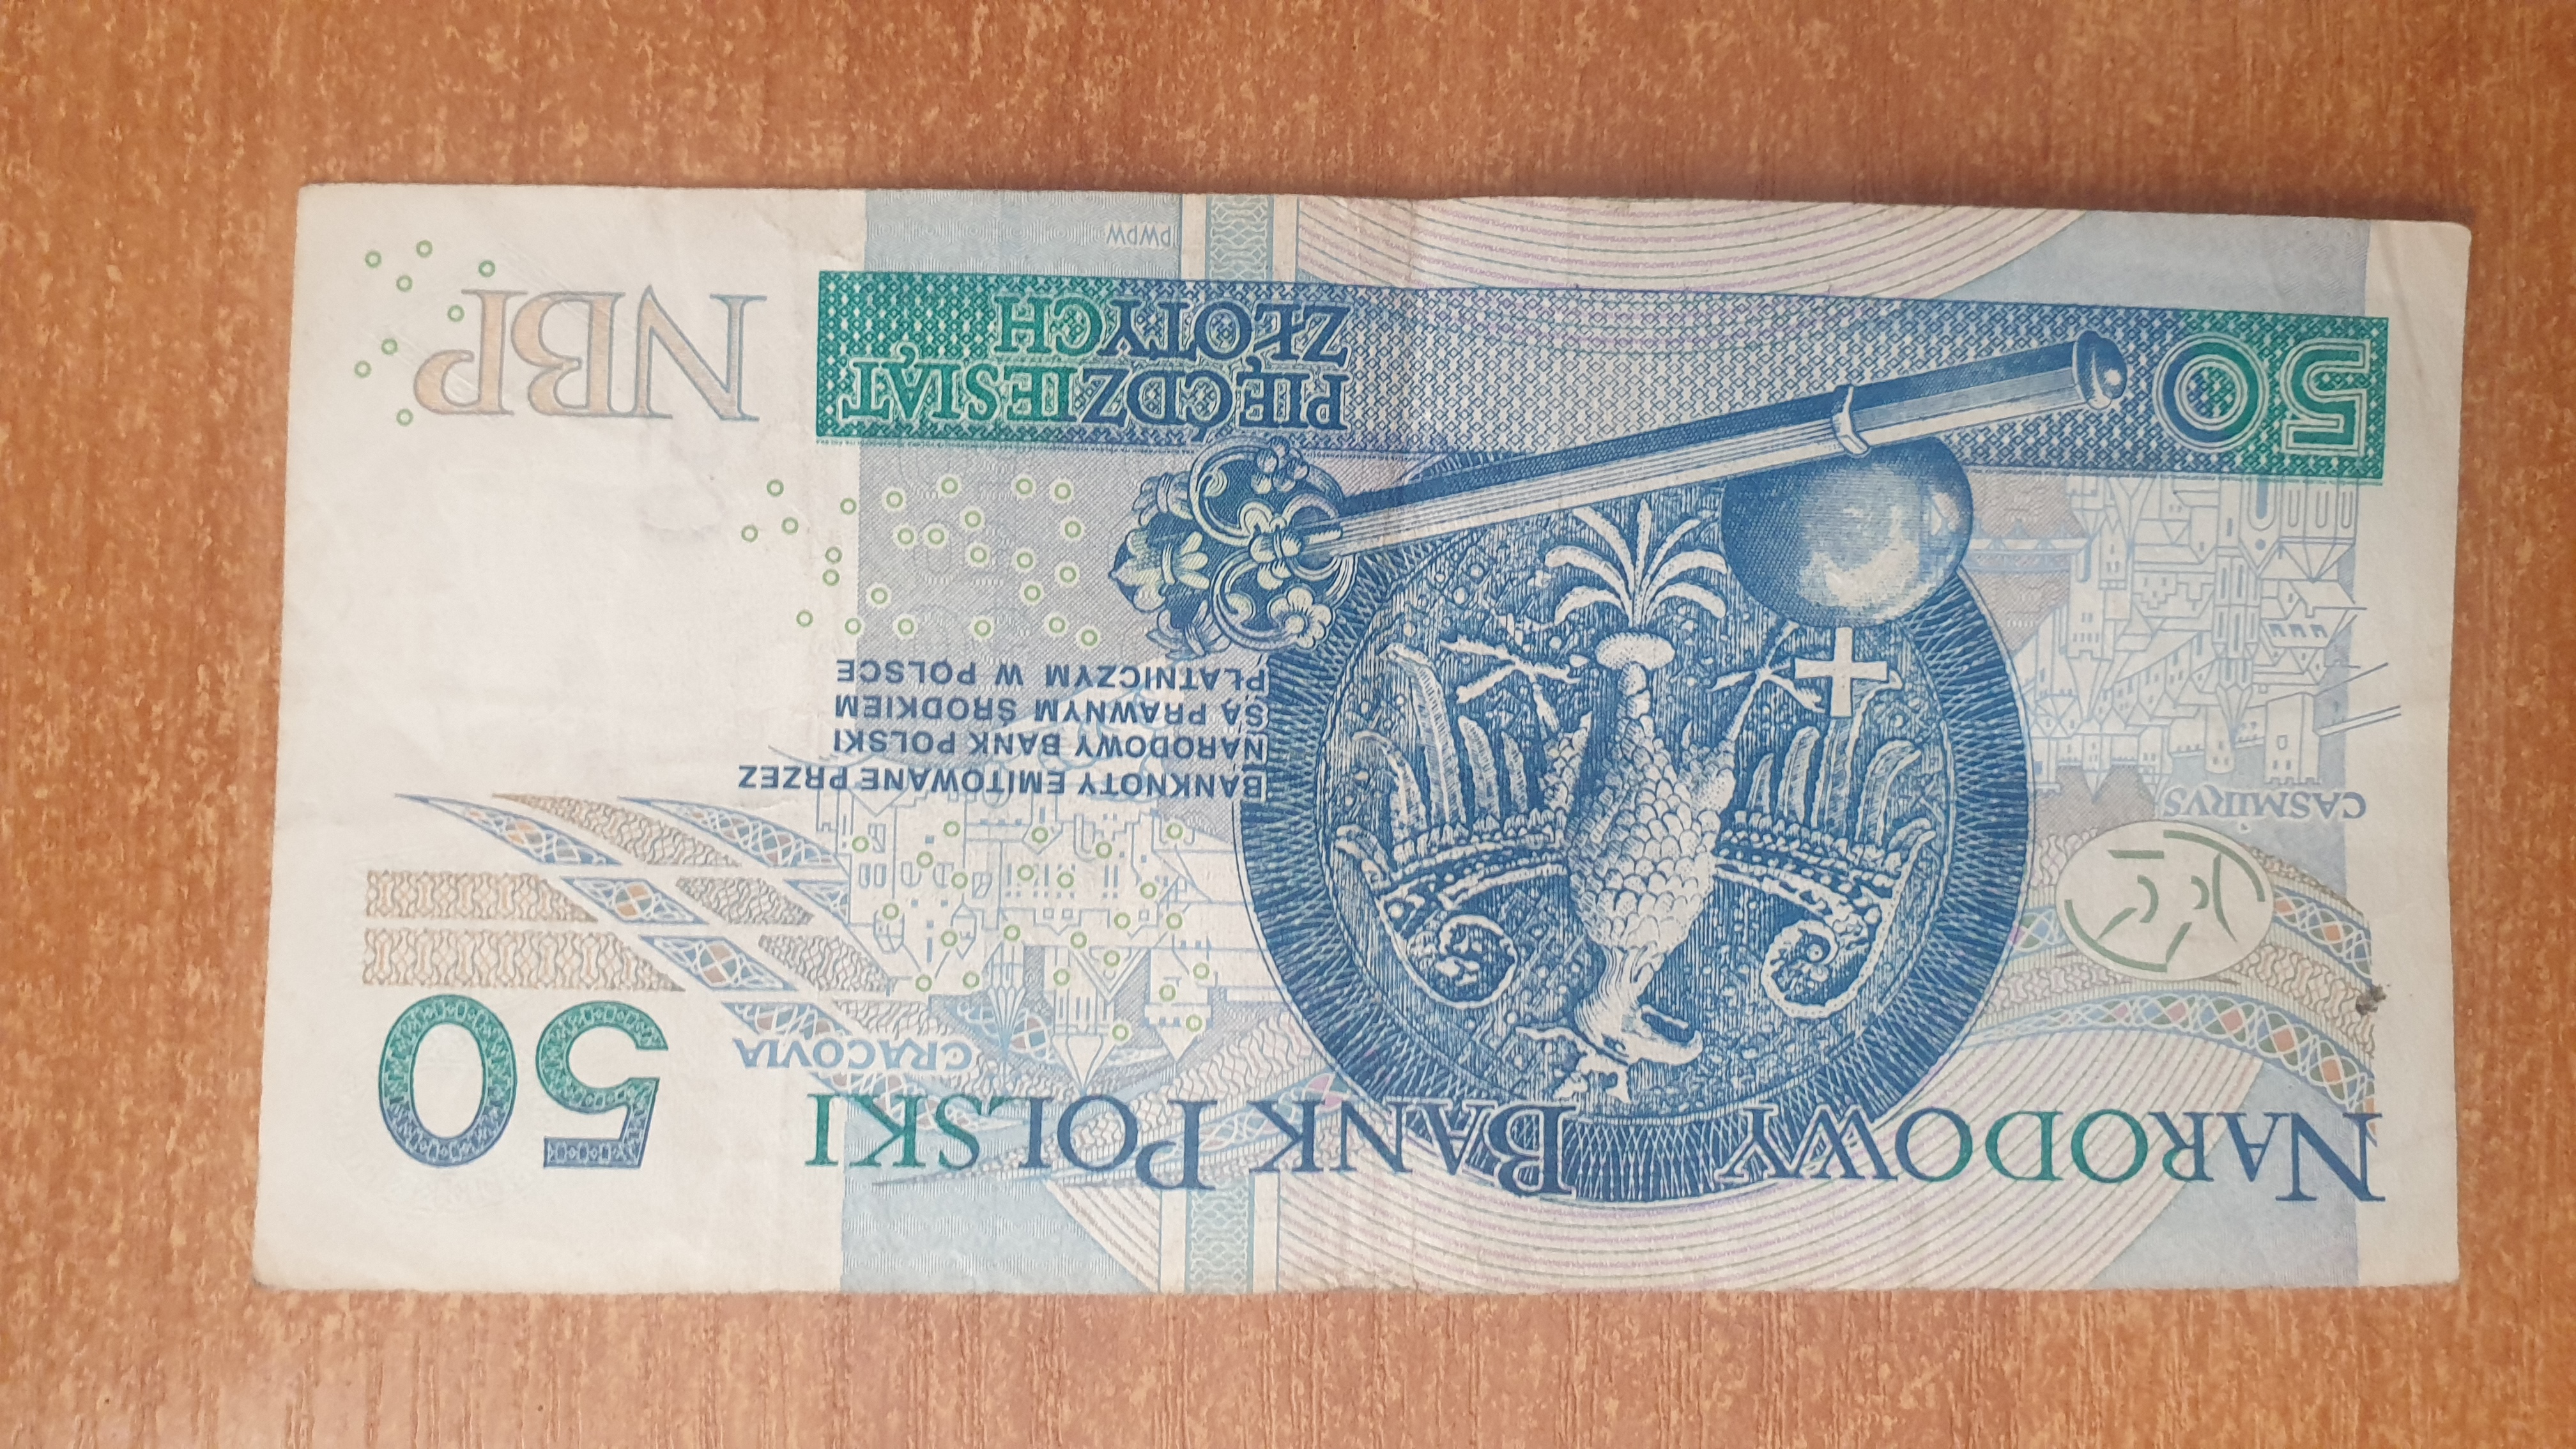 NARODOWY BANK POLSKI 50
CRACOVIA
BANKNOTY EMITOWANE PRZEZ
NARODOWY BANK POLSKI
SĄ PRAWNYM ŚRODKIEM
PŁATNICZYM W POLSCE
CASMIRVS
50
PIĘĆDZIESIĄT
ZŁOTYCH
NBP
PWPW